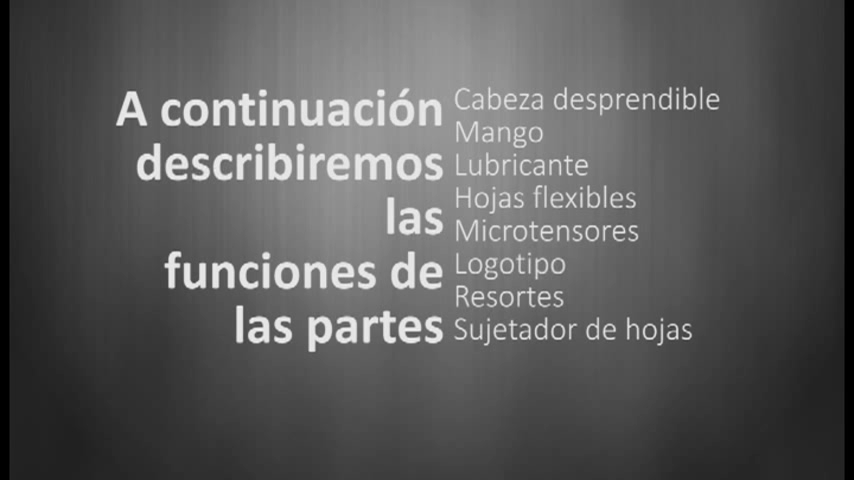 A continuación
describiremos
las
funciones de
las partes
Cabeza desprendible
Mango
Lubricante
Hojas flexibles
Microtensores
Logotipo
Resortes
Sujetador de hojas